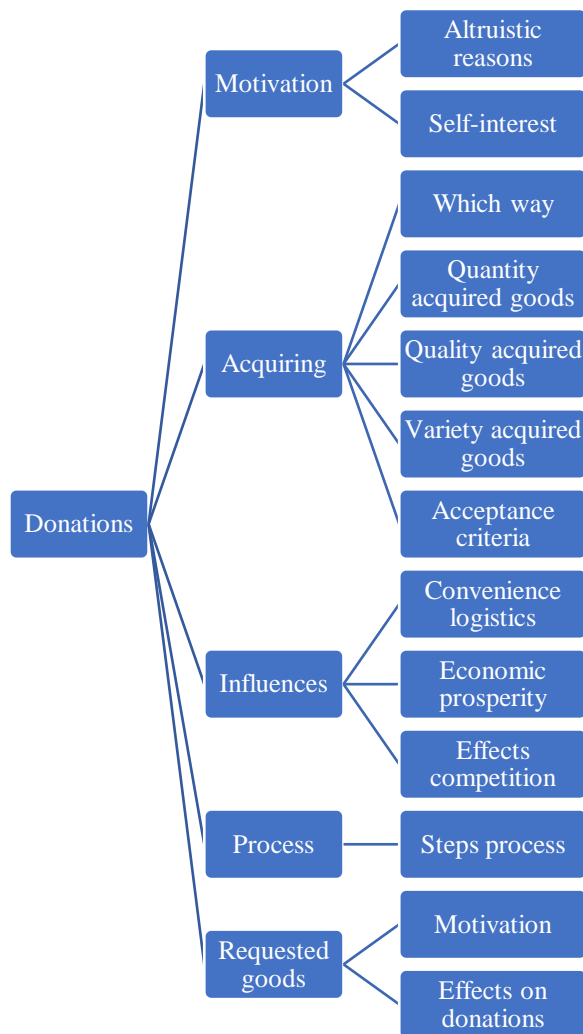 Donations
Motivation
Altruistic
reasons
Self-interest
Acquiring
Which way
Quantity
acquired goods
Quality acquired
goods
Variety acquired
goods
Acceptance
criteria
Influences
Convenience
logistics
Economic
prosperity
Effects
competition
Process
Steps process
Requested
goods
Motivation
Effects on
donations